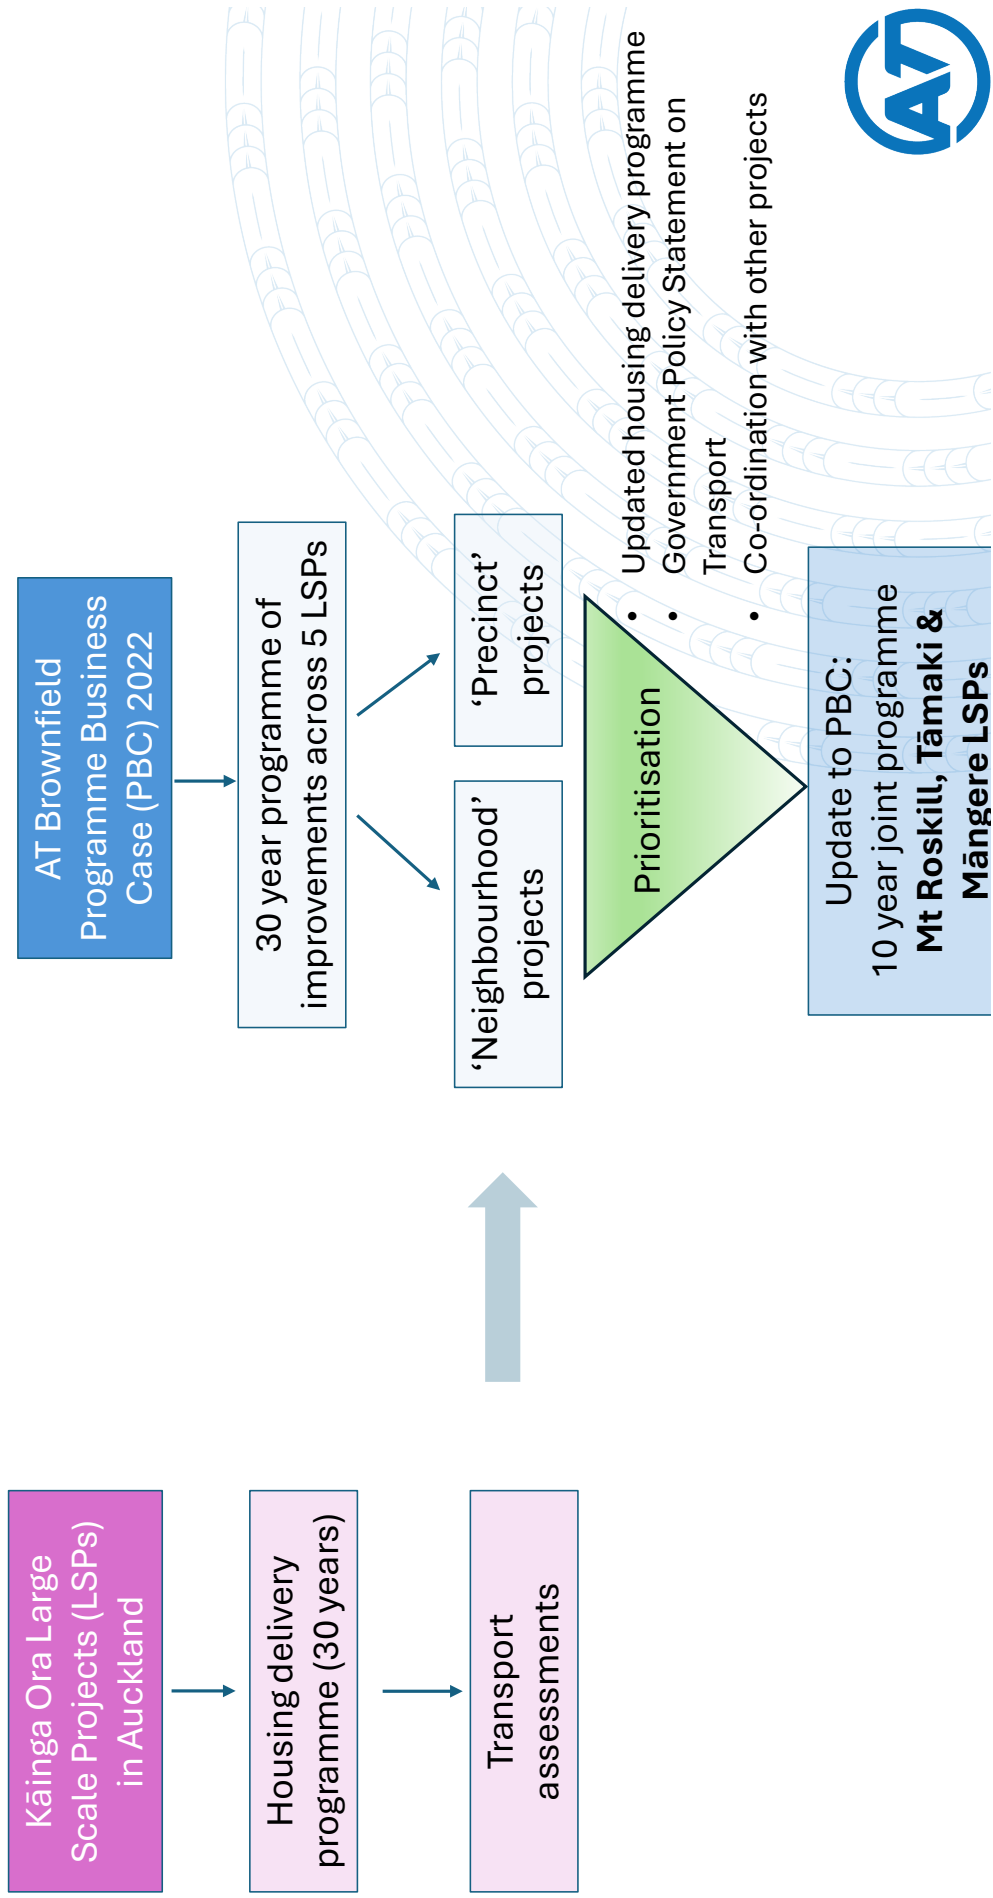 Kāinga Ora Large
Scale Projects (LSPs)
in Auckland
Housing delivery
programme (30 years)
Transport
assessments
AT Brownfield
Programme Business
Case (PBC) 2022
30 year programme of
improvements across 5 LSPs
‘Neighbourhood’
projects
‘Precinct’
projects
Prioritisation
• Updated housing delivery programme
• Government Policy Statement on
Transport
• Co-ordination with other projects
Update to PBC:
10 year joint programme
Mt Roskill, Tāmaki &
Māngere LSPs
AT